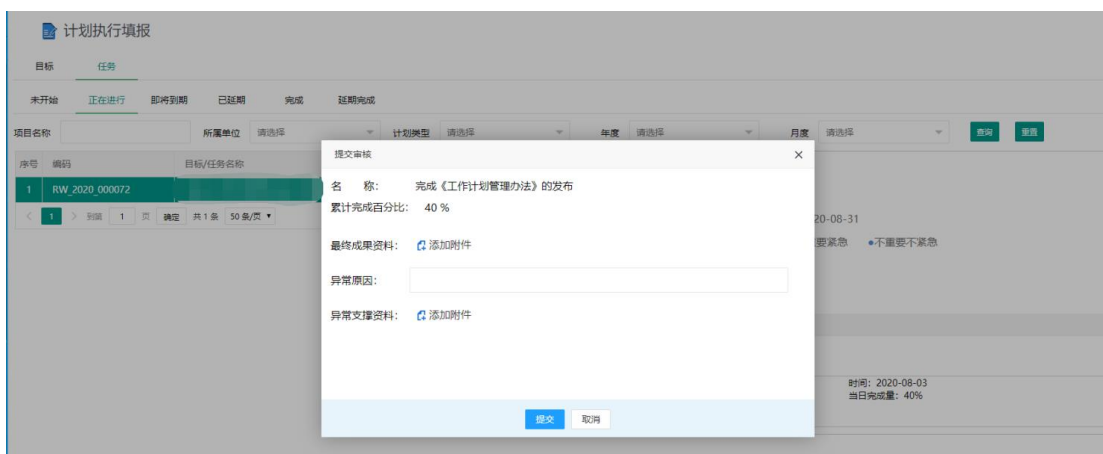 计划执行填报
目标 任务
未开始 正在进行 即将到期 已延期 完成 延期完成
项目名称 所属单位 请选择 计划类型 请选择 年度 请选择 月度 请选择 查询 重置
序号 编码 目标/任务名称
1 RW_2020_000072
< 1 > 到第 1 页 确定 共1条 50条/页
提交审核
名 称: 完成《工作计划管理办法》的发布
累计完成百分比: 40 %
最终成果资料: 添加附件
异常原因:
异常支撑资料: 添加附件
提交 取消
20-08-31
要紧急 •不重要不紧急
时间: 2020-08-03
当日完成量: 40%